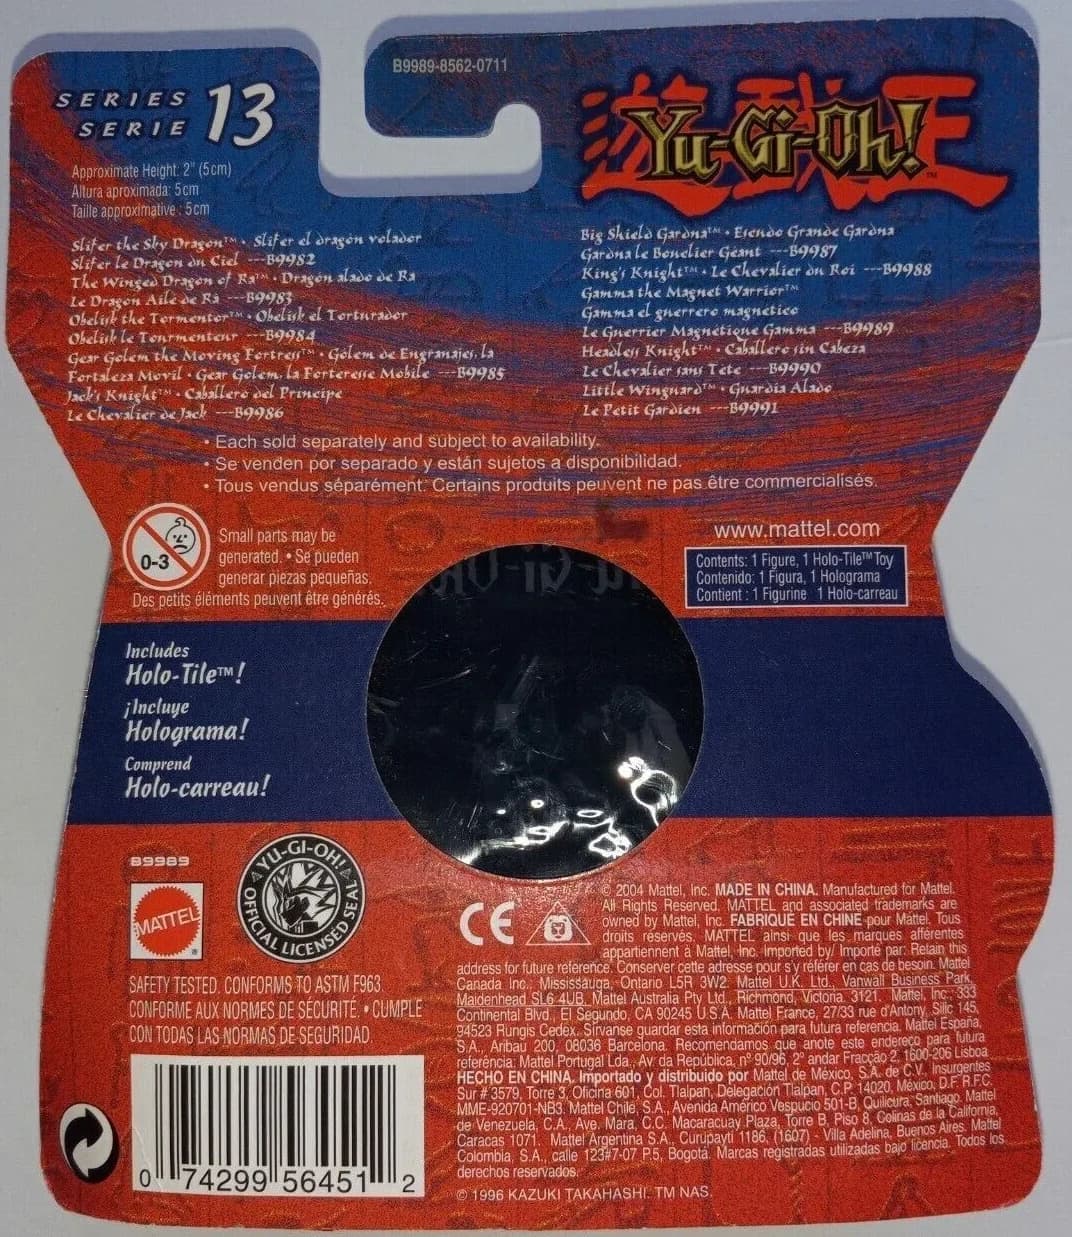 B9989-8562-0711
SERIES
SERIE 13
Approximate Height: 2" (5cm)
Altura aproximada: 5cm
Taille approximative : 5cm
遊戯王
Yu-Gi-Oh!™
Slifer the Sky Dragon™ • Slifer el dragón volador
Slifer le Dragon du Ciel ---B9982
The Winged Dragon of Ra™ • Dragón alado de Ra
Le Dragon Ailé de Râ ---B9983
Obelisk the Tormentor™ • Obelisk el Torturador
Obelisk le Tourmenteur ---B9984
Gear Golem the Moving Fortress™ • Gólem de Engranajes, la
Fortaleza Movil • Gear Golem, la Forteresse Mobile ---B9985
Jack's Knight™ • Caballero del Principe
Le Chevalier de Jack ---B9986
Big Shield Gardna™ • Escudo Grande Gardna
Gardna le Bouclier Géant ---B9987
King's Knight™ • Le Chevalier du Roi ---B9988
Gamma the Magnet Warrior™
Gamma el guerrero magnético
Le Guerrier Magnétique Gamma ---B9989
Headless Knight™ • Caballero sin Cabeza
Le Chevalier sans Tête ---B9990
Little Winguard™ • Guardia Alado
Le Petit Gardien ---B9991
• Each sold separately and subject to availability.
• Se venden por separado y están sujetos a disponibilidad.
• Tous vendus séparément. Certains produits peuvent ne pas être commercialisés.
0-3
Small parts may be
generated. • Se pueden
generar piezas pequeñas.
Des petits éléments peuvent être générés.
www.mattel.com
Contents: 1 Figure, 1 Holo-Tile™ Toy
Contenido: 1 Figura, 1 Holograma
Contient : 1 Figurine 1 Holo-carreau
Includes
Holo-Tile™!
¡Incluye
Holograma!
Comprend
Holo-carreau!
B9989
MATTEL
YU-GI-OH!
OFFICIAL LICENSED SEAL
SAFETY TESTED. CONFORMS TO ASTM F963.
CONFORME AUX NORMES DE SÉCURITÉ. • CUMPLE
CON TODAS LAS NORMAS DE SEGURIDAD.
0 74299 56451 2
CE
© 2004 Mattel, Inc. MADE IN CHINA. Manufactured for Mattel.
All Rights Reserved. MATTEL and associated trademarks are
owned by Mattel, Inc. FABRIQUÉ EN CHINE pour Mattel. Tous
droits réservés. MATTEL ainsi que les marques afférentes
appartiennent à Mattel, Inc. Imported by/ Importé par: Retain this
address for future reference. Conserver cette adresse pour s'y référer en cas de besoin. Mattel
Canada Inc., Mississauga, Ontario L5R 3W2. Mattel U.K. Ltd., Vanwall Business Park,
Maidenhead SL6 4UB. Mattel Australia Pty Ltd., Richmond, Victoria. 3121. Mattel, Inc., 333
Continental Blvd., El Segundo, CA 90245 U.S.A. Mattel France, 27/33 rue d'Antony, Silic 145,
94523 Rungis Cedex. Sírvanse guardar esta información para futura referencia. Mattel España,
S.A., Aribau 200, 08036 Barcelona. Recomendamos que anote este endereço para futura
referência: Mattel Portugal Lda., Av. da República, nº 90/96, 2º andar Fracção 2, 1600-206 Lisboa
HECHO EN CHINA. Importado y distribuido por Mattel de México, S.A. de C.V., Insurgentes
Sur # 3579, Torre 3, Oficina 601, Col. Tlalpan, Delegación Tlalpan, C.P. 14020, México, D.F. R.F.C.
MME-920701-NB3. Mattel Chile, S.A., Avenida Américo Vespucio 501-B, Quilicura, Santiago. Mattel
de Venezuela, C.A., Ave. Mara, C.C. Macaracuay Plaza, Torre B, Piso 8, Colinas de la California,
Caracas 1071. Mattel Argentina S.A., Curupaytí 1186, (1607) - Villa Adelina, Buenos Aires. Mattel
Colombia, S.A., calle 123#7-07 P.5, Bogotá. Marcas registradas utilizadas bajo licencia. Todos los
derechos reservados.
© 1996 KAZUKI TAKAHASHI. TM NAS.